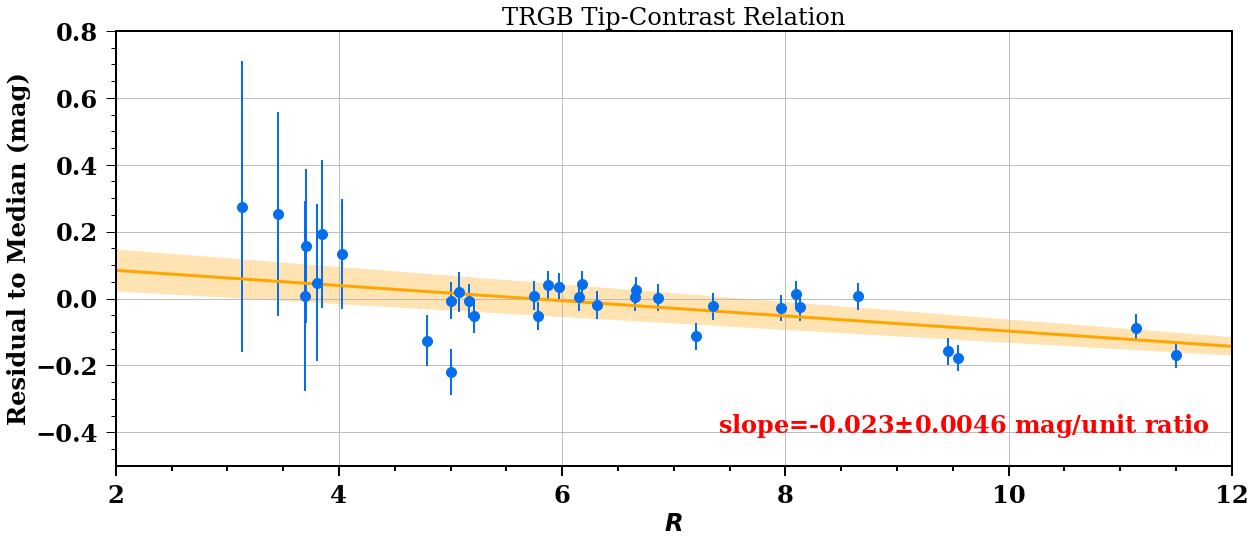 TRGB Tip-Contrast Relation
Residual to Median (mag)
0.8
0.6
0.4
0.2
0.0
−0.2
−0.4
slope=-0.023±0.0046 mag/unit ratio
2 4 6 8 10 12
R